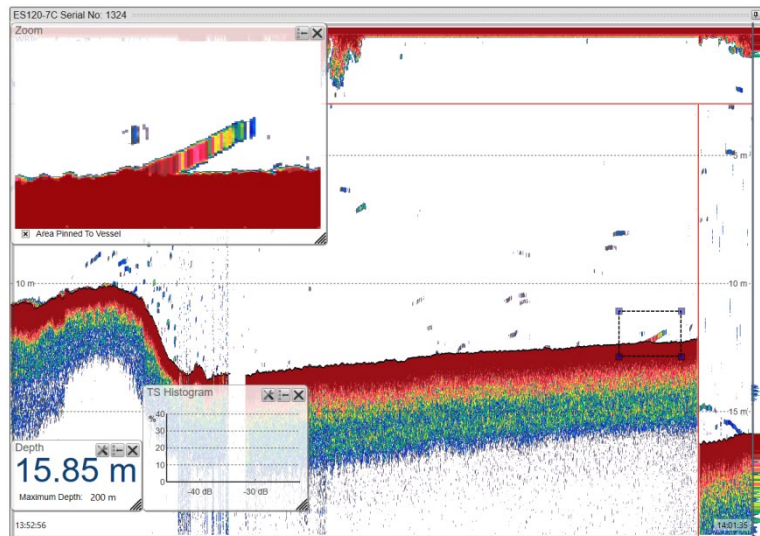 ES120-7C Serial No: 1324
Zoom
Area Pinned To Vessel
5 m
10 m
10 m
15 m
TS Histogram
%
40
30
20
10
0
-40 dB
-30 dB
Depth
15.85 m
Maximum Depth: 200 m
13:52:56
14:01:35